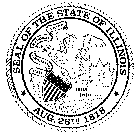 SEAL OF THE STATE OF ILLINOIS
AUG. 26TH 1818